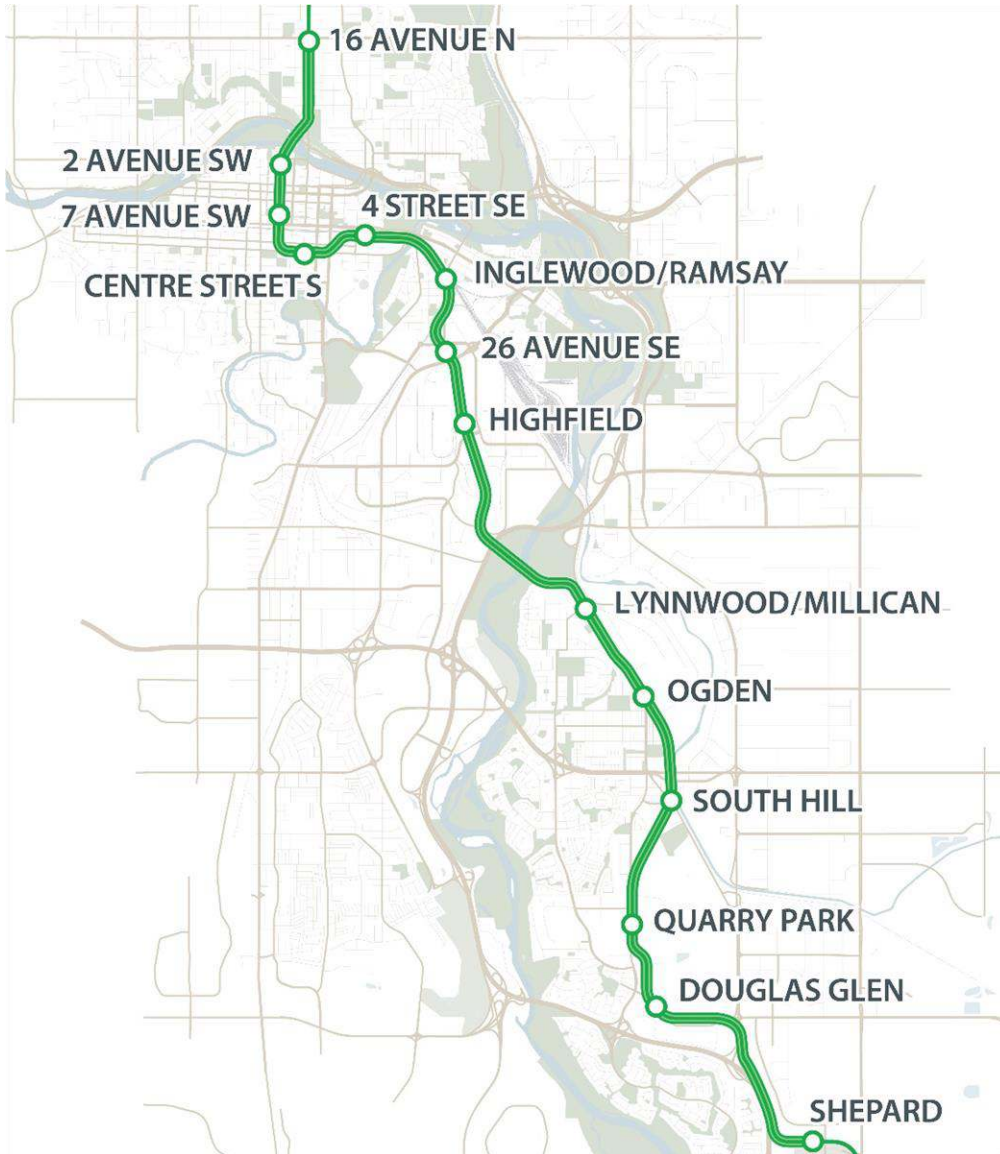 16 AVENUE N
2 AVENUE SW
7 AVENUE SW
4 STREET SE
CENTRE STREET S
INGLEWOOD/RAMSAY
26 AVENUE SE
HIGHFIELD
LYNNWOOD/MILLICAN
OGDEN
SOUTH HILL
QUARRY PARK
DOUGLAS GLEN
SHEPARD